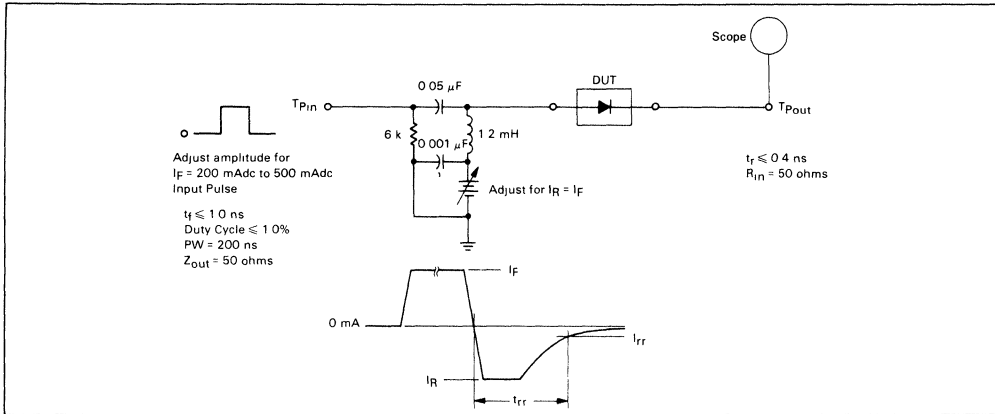 Scope
0 05 µF
DUT
TPin
TPout
6 k
1 2 mH
0 001 µF
Adjust amplitude for
IF = 200 mAdc to 500 mAdc
Input Pulse
tf ⩽ 1 0 ns
Duty Cycle ⩽ 1 0%
PW = 200 ns
Zout = 50 ohms
Adjust for IR = IF
tr ⩽ 0 4 ns
Rin = 50 ohms
IF
0 mA
Irr
IR
trr